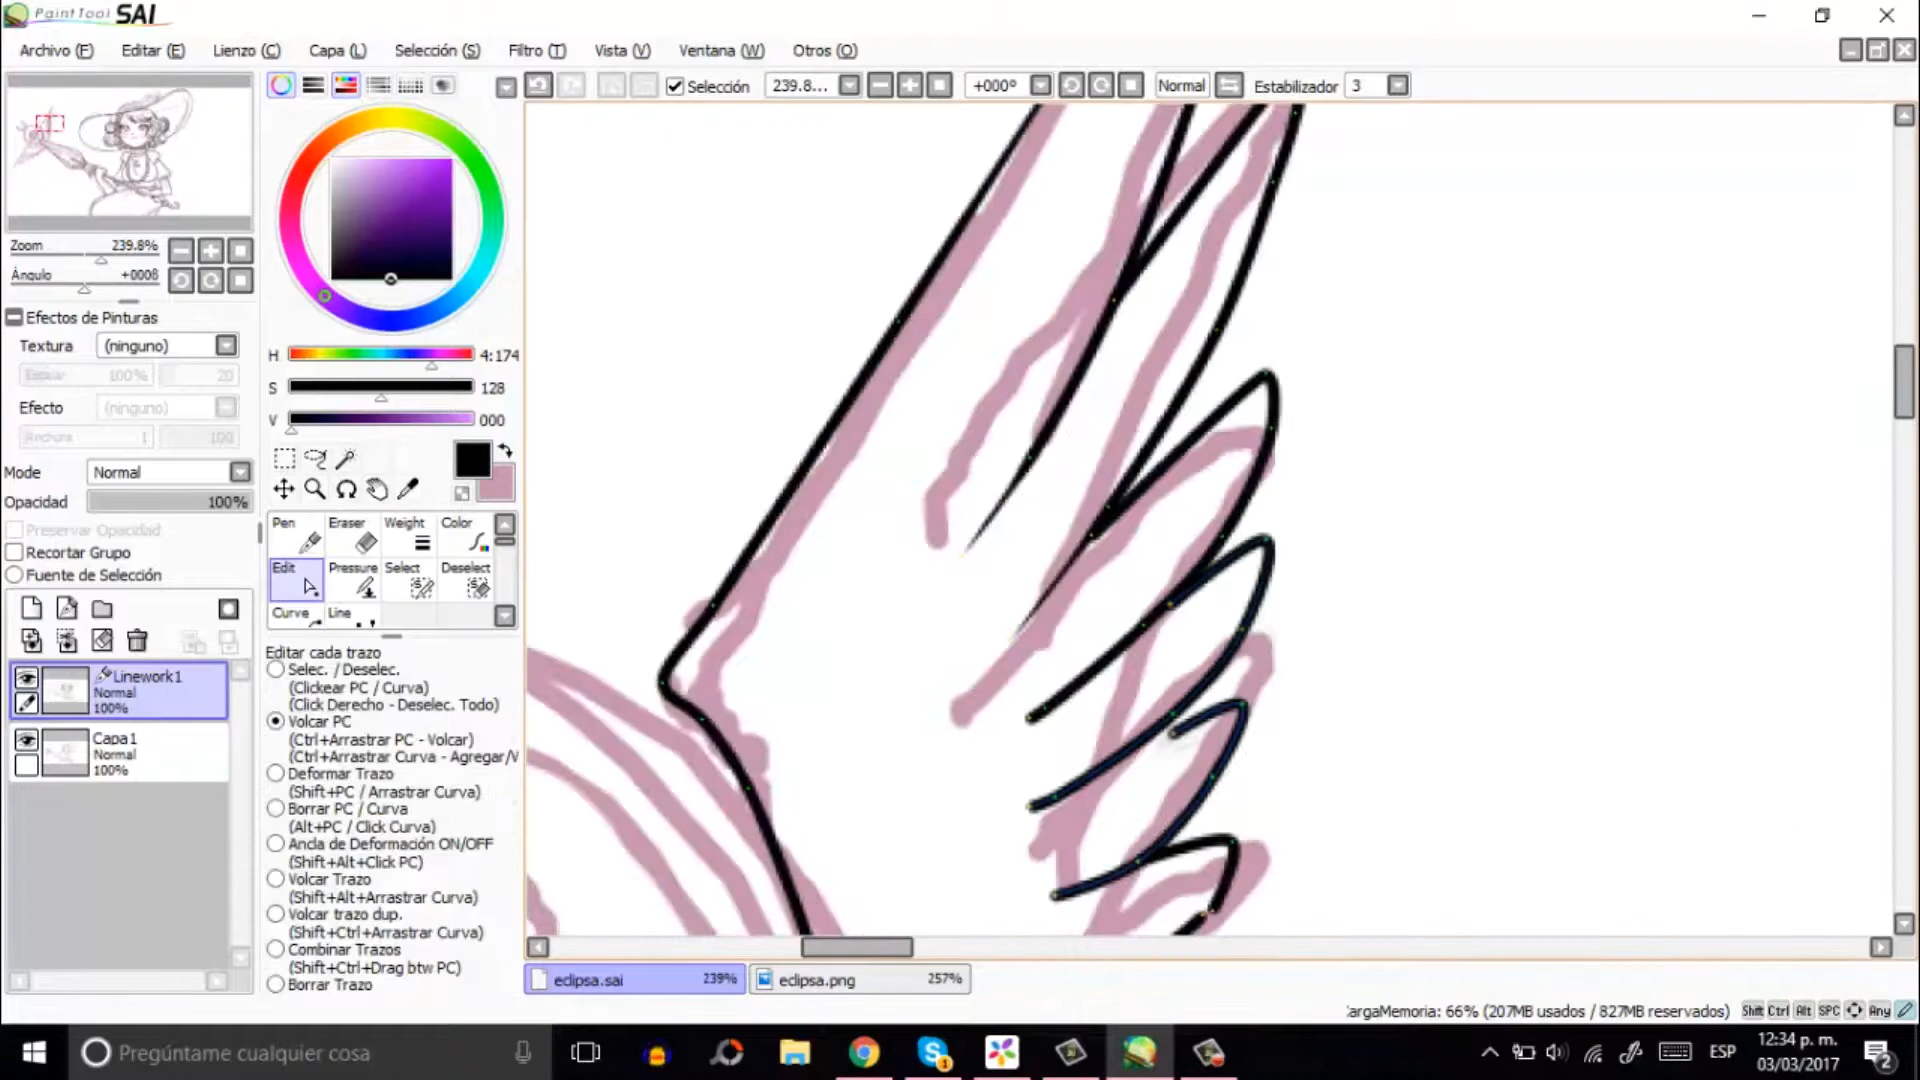 PaintTool SAI
Archivo (F) Editar (E) Lienzo (C) Capa (L) Selección (S) Filtro (T) Vista (V) Ventana (W) Otros (O)
Selección 239.8... +000º Normal Estabilizador 3
Zoom 239.8%
Ángulo +000ß
Efectos de Pinturas
Textura (ninguno)
100% 20
Efecto (ninguno)
Anchura 1 100
Mode Normal
Opacidad 100%
Preservar Opacidad
Recortar Grupo
Fuente de Selección
Linework1
Normal
100%
Capa1
Normal
100%
H 4:174
S 128
V 000
Pen Eraser Weight Color
Edit Pressure Select Deselect
Curve Line
Editar cada trazo
Selec. / Deselec.
(Clickear PC / Curva)
(Click Derecho - Deselec. Todo)
Volcar PC
(Ctrl+Arrastrar PC - Volcar)
(Ctrl+Arrastrar Curva - Agregar/V
Deformar Trazo
(Shift+PC / Arrastrar Curva)
Borrar PC / Curva
(Alt+PC / Click Curva)
Ancla de Deformación ON/OFF
(Shift+Alt+Click PC)
Volcar Trazo
(Shift+Alt+Arrastrar Curva)
Volcar trazo dup.
(Shift+Ctrl+Arrastrar Curva)
Combinar Trazos
(Shift+Ctrl+Drag btw PC)
Borrar Trazo
eclipsa.sai 239% eclipsa.png 257%
argaMemoria: 66% (207MB usados / 827MB reservados) Shift Ctrl Alt SPC Any
Pregúntame cualquier cosa
1
ESP
12:34 p. m.
03/03/2017
2